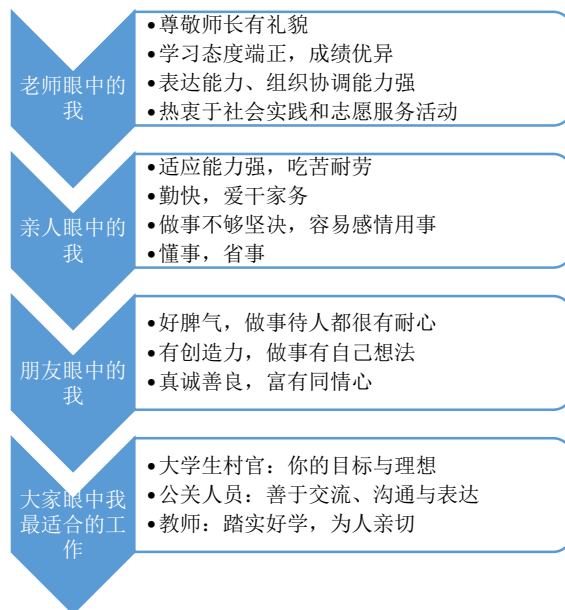 老师眼中的
我
•尊敬师长有礼貌
•学习态度端正，成绩优异
•表达能力、组织协调能力强
•热衷于社会实践和志愿服务活动
亲人眼中的
我
•适应能力强，吃苦耐劳
•勤快，爱干家务
•做事不够坚决，容易感情用事
•懂事，省事
朋友眼中的
我
•好脾气，做事待人都很有耐心
•有创造力，做事有自己想法
•真诚善良，富有同情心
大家眼中我
最适合的工
作
•大学生村官：你的目标与理想
•公关人员：善于交流、沟通与表达
•教师：踏实好学，为人亲切